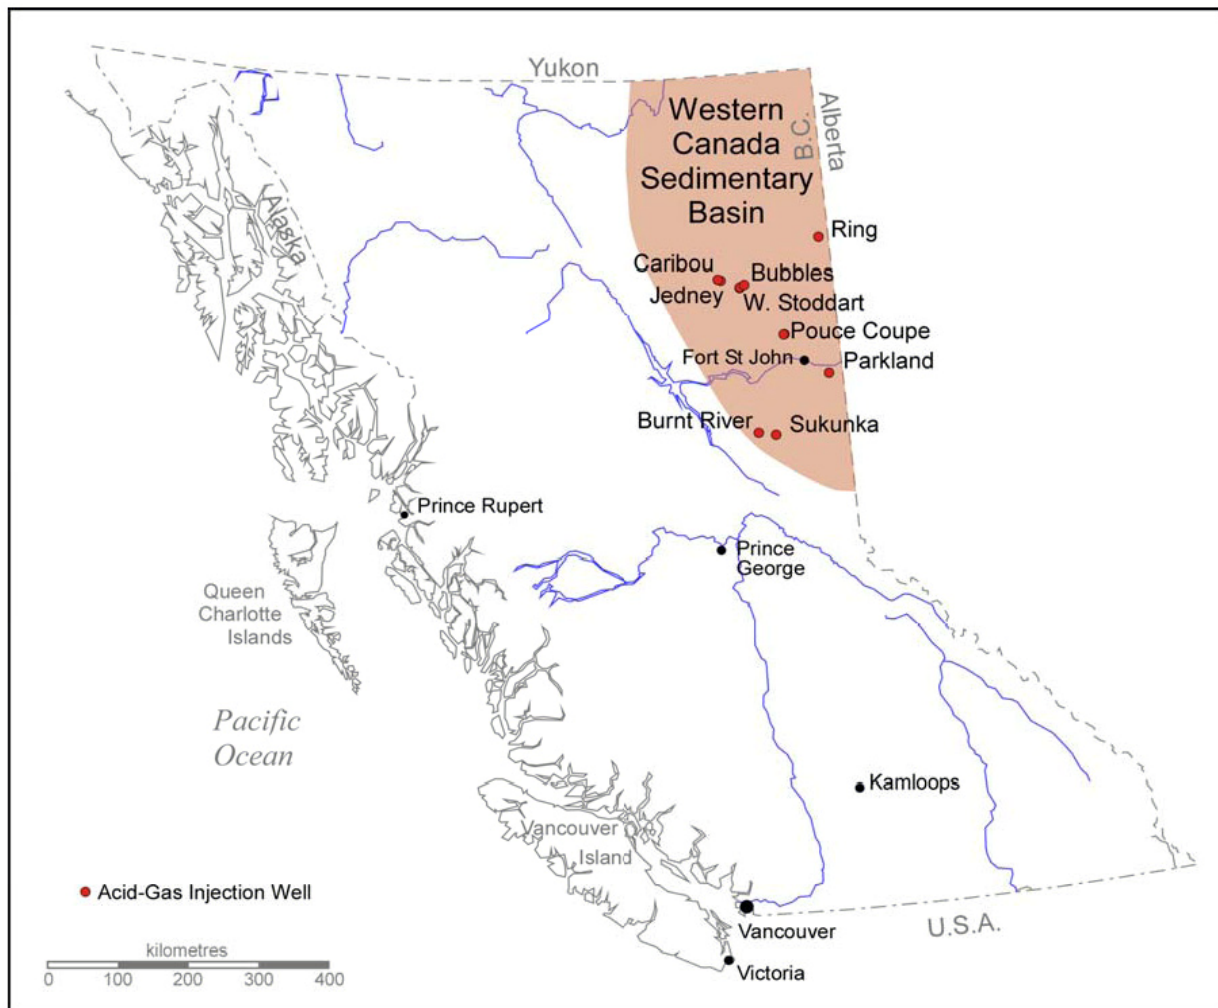 Yukon
Western
Canada
Sedimentary
Basin
B.C.
Alberta
Alaska
Ring
Caribou
Bubbles
Jedney
W. Stoddart
Pouce Coupe
Fort St John
Parkland
Burnt River
Sukunka
Prince Rupert
Prince
George
Queen
Charlotte
Islands
Pacific
Ocean
Kamloops
Vancouver
Island
Acid-Gas Injection Well
Vancouver
U.S.A.
Victoria
kilometres
0 100 200 300 400